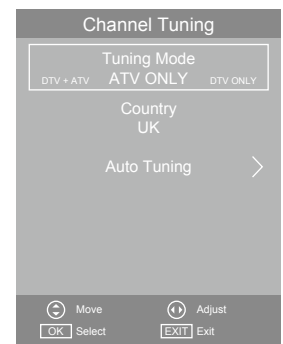 Channel Tuning
Tuning Mode
DTV + ATV ATV ONLY DTV ONLY
Country
UK
Auto Tuning
Move Adjust
OK Select EXIT Exit